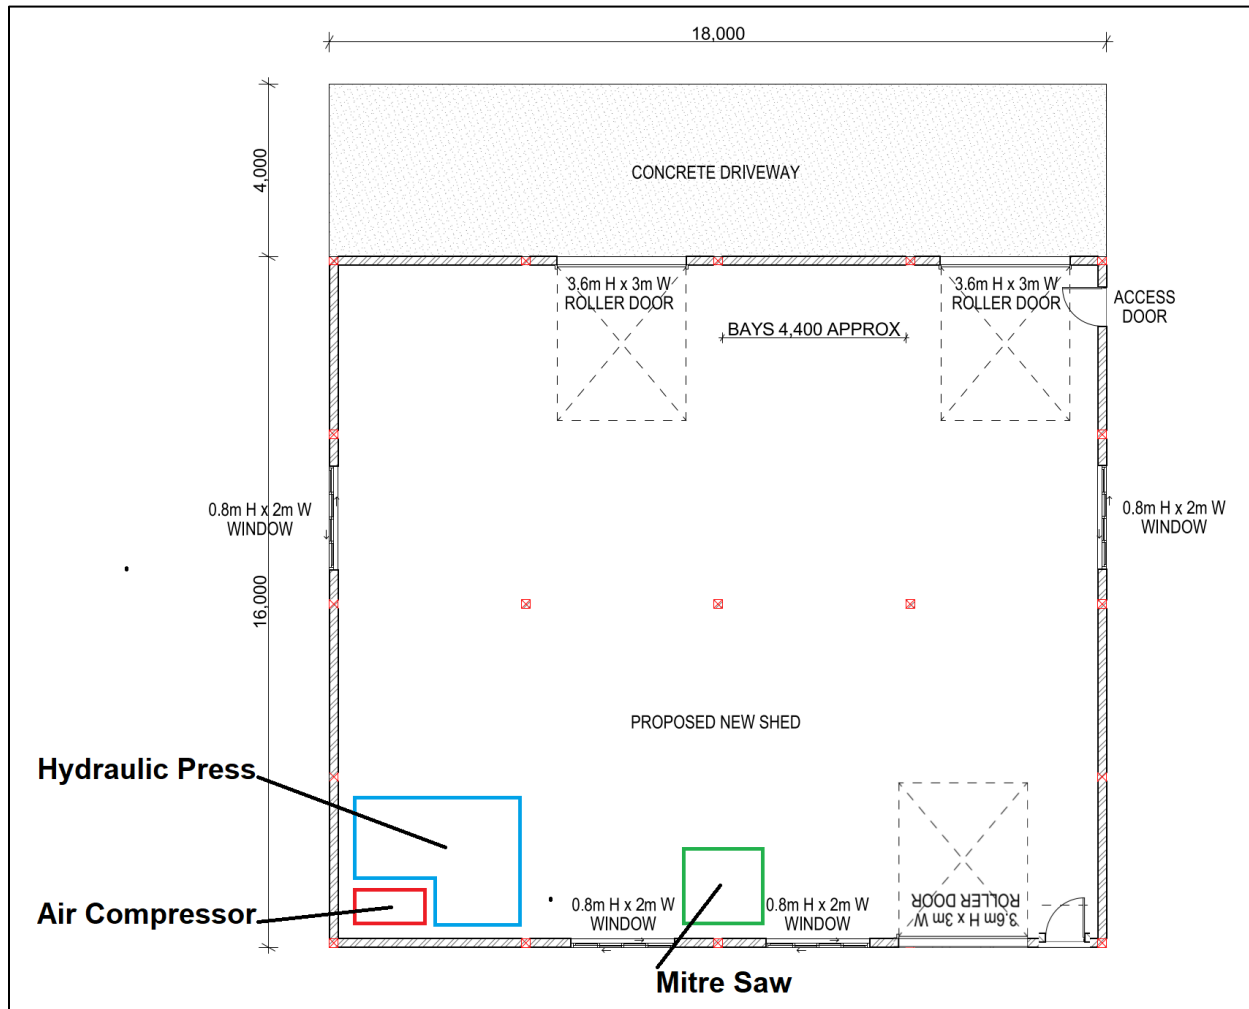 18,000
4,000
CONCRETE DRIVEWAY
3.6m H x 3m W
ROLLER DOOR
3.6m H x 3m W
ROLLER DOOR
ACCESS
DOOR
BAYS 4,400 APPROX
0.8m H x 2m W
WINDOW
0.8m H x 2m W
WINDOW
16,000
PROPOSED NEW SHED
Hydraulic Press
Air Compressor
0.8m H x 2m W
WINDOW
0.8m H x 2m W
WINDOW
3.6m H x 3m W
ROLLER DOOR
Mitre Saw